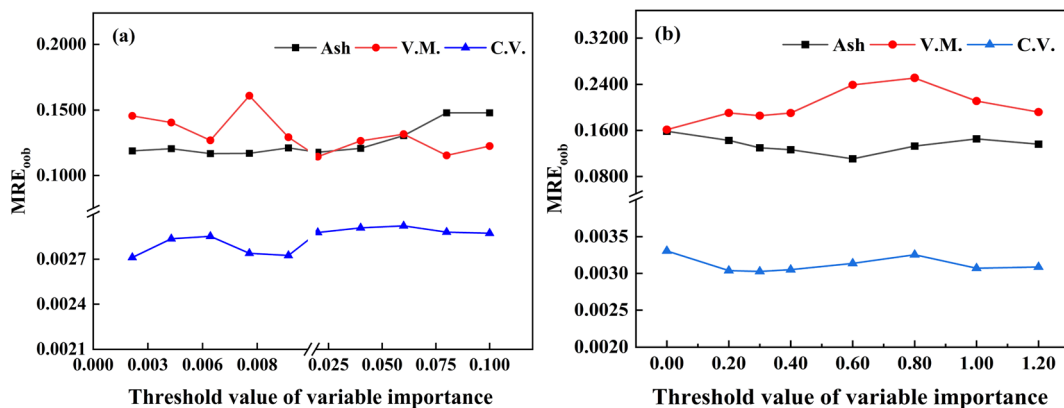 (a)
Ash V.M. C.V.
0.2000
0.1500
0.1000
0.0027
0.0024
0.0021
MRE_oob
0.000 0.003 0.006 0.008 0.025 0.050 0.075 0.100
Threshold value of variable importance
(b)
Ash V.M. C.V.
0.3200
0.2400
0.1600
0.0800
0.0035
0.0030
0.0025
0.0020
MRE_oob
0.00 0.20 0.40 0.60 0.80 1.00 1.20
Threshold value of variable importance